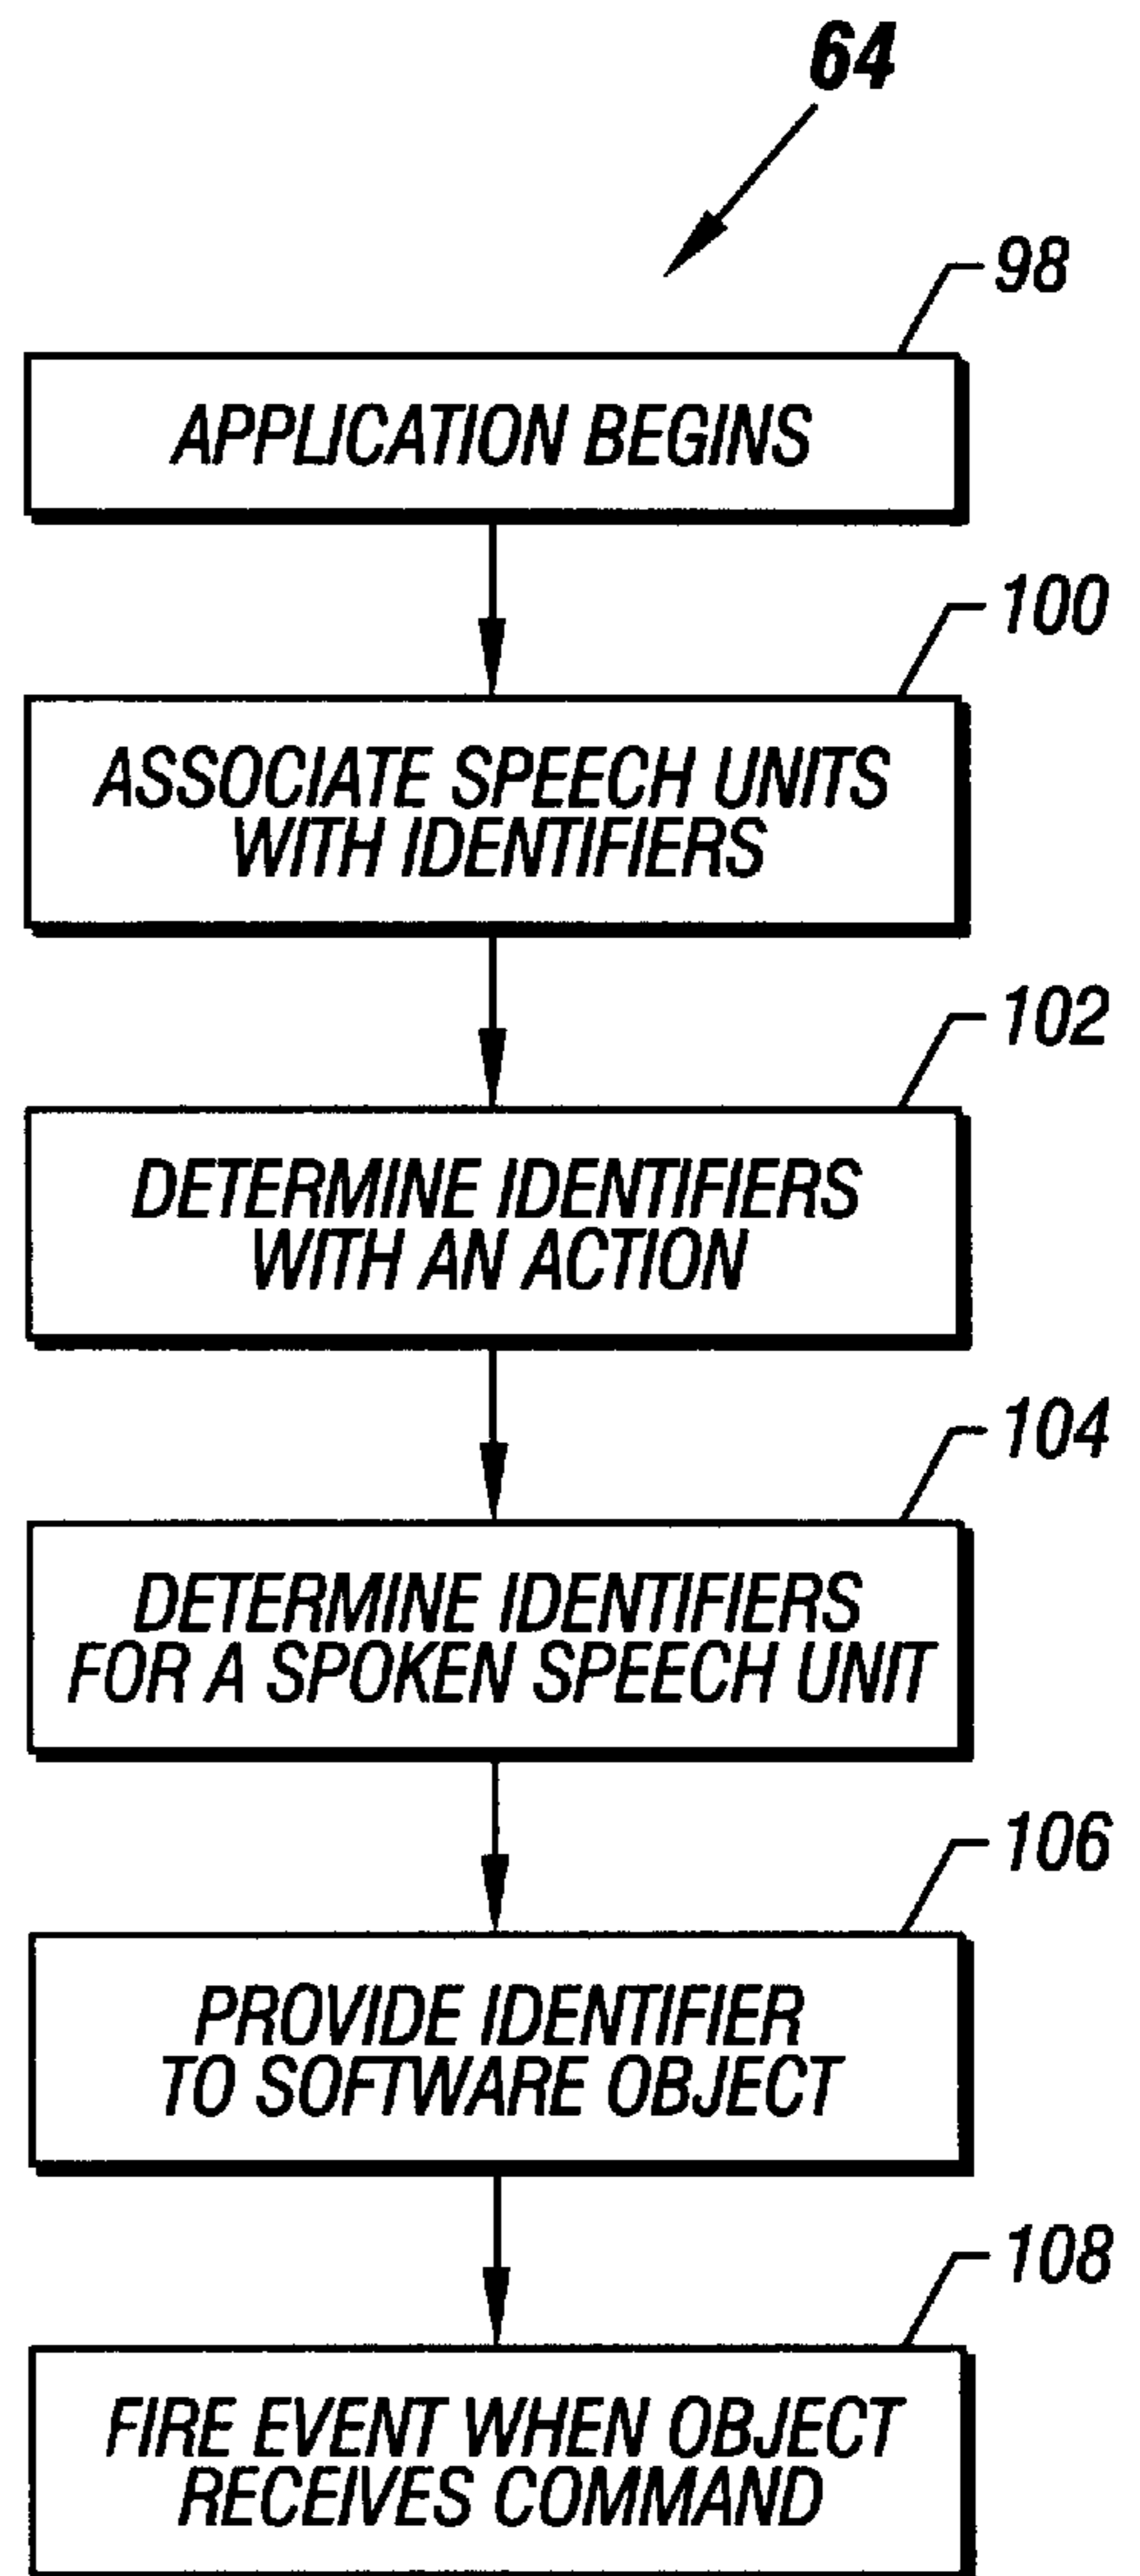 64
98
APPLICATION BEGINS
100
ASSOCIATE SPEECH UNITS
WITH IDENTIFIERS
102
DETERMINE IDENTIFIERS
WITH AN ACTION
104
DETERMINE IDENTIFIERS
FOR A SPOKEN SPEECH UNIT
106
PROVIDE IDENTIFIER
TO SOFTWARE OBJECT
108
FIRE EVENT WHEN OBJECT
RECEIVES COMMAND